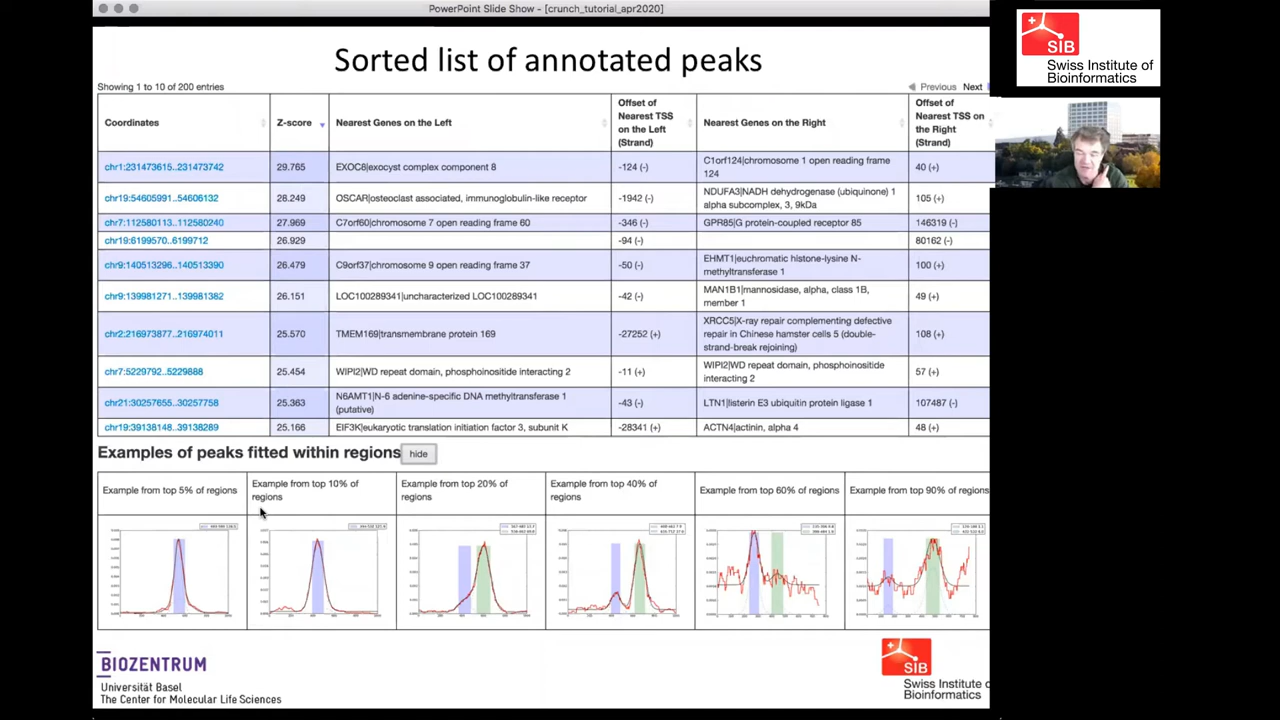 PowerPoint Slide Show - [crunch_tutorial_apr2020]
Sorted list of annotated peaks
Showing 1 to 10 of 200 entries
Previous Next
Coordinates
Z-score
Nearest Genes on the Left
Offset of
Nearest TSS
on the Left
(Strand)
Nearest Genes on the Right
Offset of
Nearest TSS on
the Right
(Strand)
chr1:231473615..231473742
29.765
EXOC8|exocyst complex component 8
-124 (-)
C1orf124|chromosome 1 open reading frame
124
40 (+)
chr19:54605991..54606132
28.249
OSCAR|osteoclast associated, immunoglobulin-like receptor
-1942 (-)
NDUFA3|NADH dehydrogenase (ubiquinone) 1
alpha subcomplex, 3, 9kDa
105 (+)
chr7:112580113..112580240
27.969
C7orf60|chromosome 7 open reading frame 60
-346 (-)
GPR85|G protein-coupled receptor 85
146319 (-)
chr19:6199570..6199712
26.929
-94 (-)
80162 (-)
chr9:140513296..140513390
26.479
C9orf37|chromosome 9 open reading frame 37
-50 (-)
EHMT1|euchromatic histone-lysine N-
methyltransferase 1
100 (+)
chr9:139981271..139981382
26.151
LOC100289341|uncharacterized LOC100289341
-42 (-)
MAN1B1|mannosidase, alpha, class 1B,
member 1
49 (+)
chr2:216973877..216974011
25.570
TMEM169|transmembrane protein 169
-27252 (+)
XRCC5|X-ray repair complementing defective
repair in Chinese hamster cells 5 (double-
strand-break rejoining)
108 (+)
chr7:5229792..5229888
25.454
WIPI2|WD repeat domain, phosphoinositide interacting 2
-11 (+)
WIPI2|WD repeat domain, phosphoinositide
interacting 2
57 (+)
chr21:30257655..30257758
25.363
N6AMT1|N-6 adenine-specific DNA methyltransferase 1
(putative)
-43 (-)
LTN1|listerin E3 ubiquitin protein ligase 1
107487 (-)
chr19:39138148..39138289
25.166
EIF3K|eukaryotic translation initiation factor 3, subunit K
-28341 (+)
ACTN4|actinin, alpha 4
48 (+)
Examples of peaks fitted within regions
hide
Example from top 5% of regions
Example from top 10% of
regions
Example from top 20% of
regions
Example from top 40% of
regions
Example from top 60% of regions
Example from top 90% of regions
BIOZENTRUM
Universität Basel
The Center for Molecular Life Sciences
SIB
Swiss Institute of
Bioinformatics
SIB
Swiss Institute of
Bioinformatics